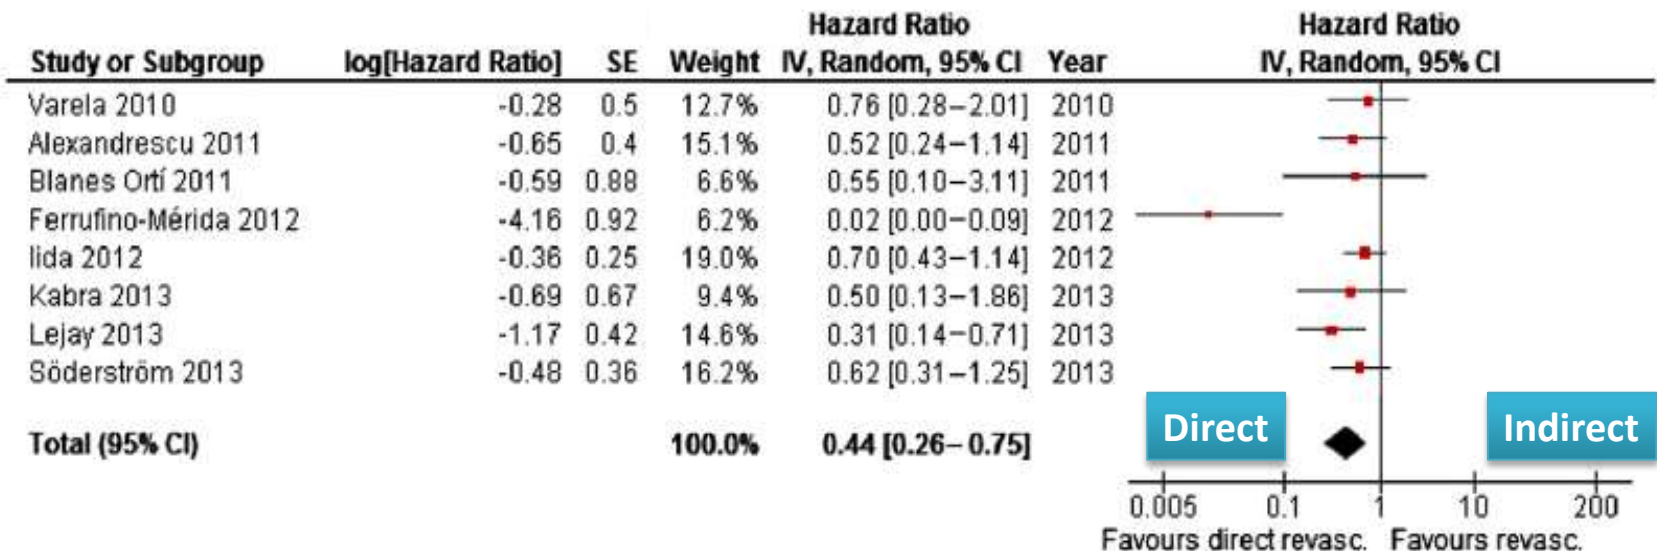 Hazard Ratio Hazard Ratio
Study or Subgroup log[Hazard Ratio] SE Weight IV, Random, 95% CI Year IV, Random, 95% CI
Varela 2010 -0.28 0.5 12.7% 0.76 [0.28–2.01] 2010
Alexandrescu 2011 -0.65 0.4 15.1% 0.52 [0.24–1.14] 2011
Blanes Ortí 2011 -0.59 0.88 6.6% 0.55 [0.10–3.11] 2011
Ferrufino-Mérida 2012 -4.16 0.92 6.2% 0.02 [0.00–0.09] 2012
Iida 2012 -0.36 0.25 19.0% 0.70 [0.43–1.14] 2012
Kabra 2013 -0.69 0.67 9.4% 0.50 [0.13–1.86] 2013
Lejay 2013 -1.17 0.42 14.6% 0.31 [0.14–0.71] 2013
Söderström 2013 -0.48 0.36 16.2% 0.62 [0.31–1.25] 2013
Direct Indirect
Total (95% CI) 100.0% 0.44 [0.26–0.75]
0.005 0.1 1 10 200
Favours direct revasc. Favours revasc.